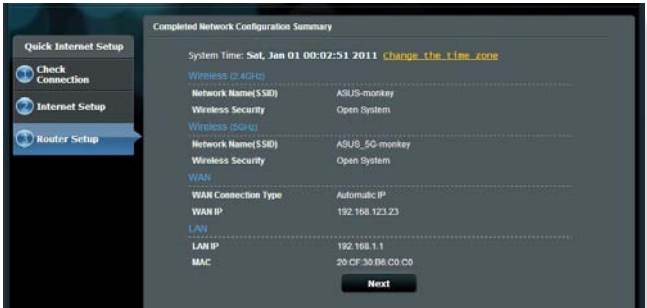 Completed Network Configuration Summary
Quick Internet Setup
1 Check Connection
2 Internet Setup
3 Router Setup
System Time: Sat, Jan 01 00:02:51 2011 Change the time zone
Wireless (2.4GHz)
Network Name(SSID) ASUS-monkey
Wireless Security Open System
Wireless (5GHz)
Network Name(SSID) ASUS_5G-monkey
Wireless Security Open System
WAN
WAN Connection Type Automatic IP
WAN IP 192.168.123.23
LAN
LAN IP 192.168.1.1
MAC 20:CF:30:B6:C0:C0
Next